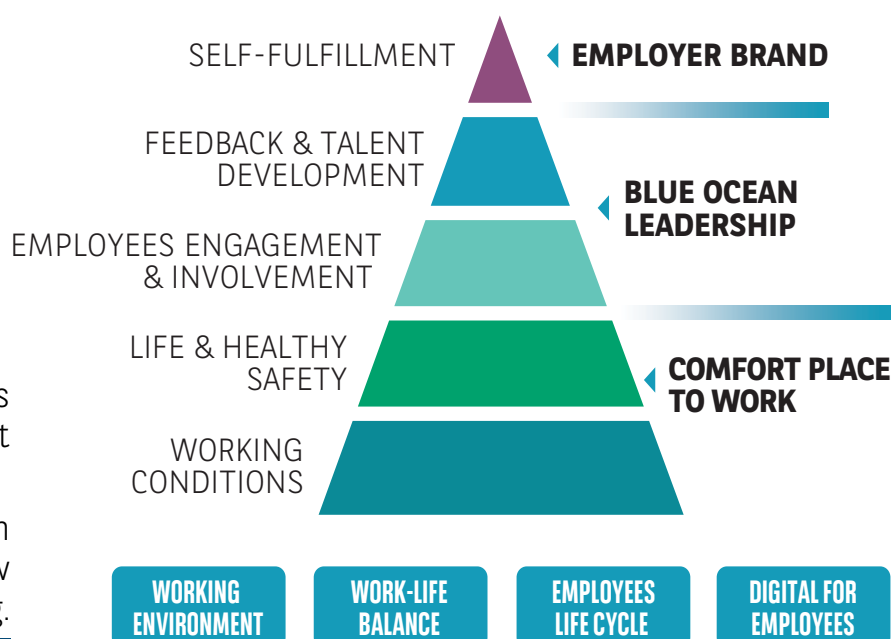 SELF-FULFILLMENT
EMPLOYER BRAND
FEEDBACK & TALENT
DEVELOPMENT
BLUE OCEAN
LEADERSHIP
EMPLOYEES ENGAGEMENT
& INVOLVEMENT
LIFE & HEALTHY
SAFETY
COMFORT PLACE
TO WORK
WORKING
CONDITIONS
WORKING
ENVIRONMENT
WORK-LIFE
BALANCE
EMPLOYEES
LIFE CYCLE
DIGITAL FOR
EMPLOYEES